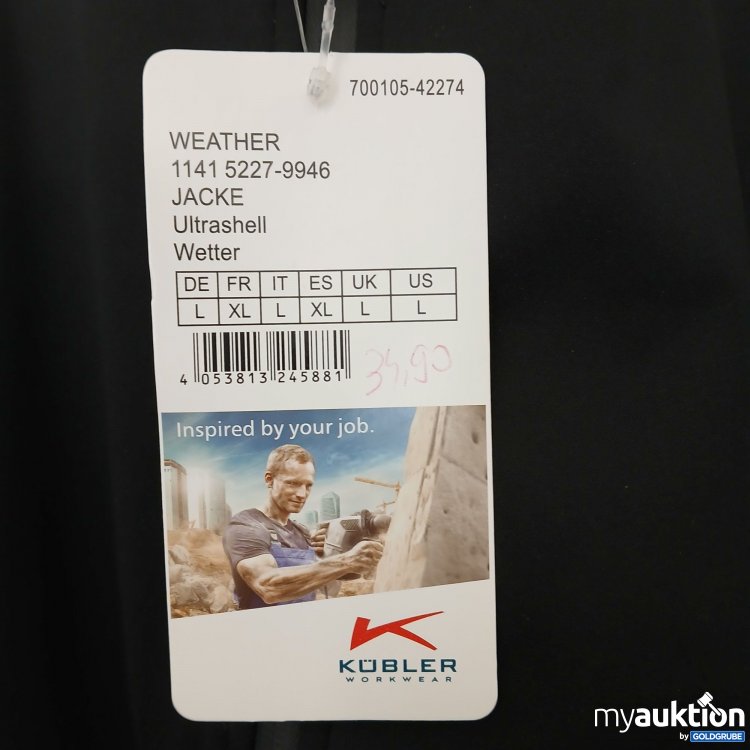 700105-42274
WEATHER
1141 5227-9946
JACKE
Ultrashell
Wetter
DE FR IT ES UK US
L XL L XL L L
4 053813 245881
34,90
Inspired by your job.
KÜBLER
WORKWEAR
myauktion
by GOLDGRUBE